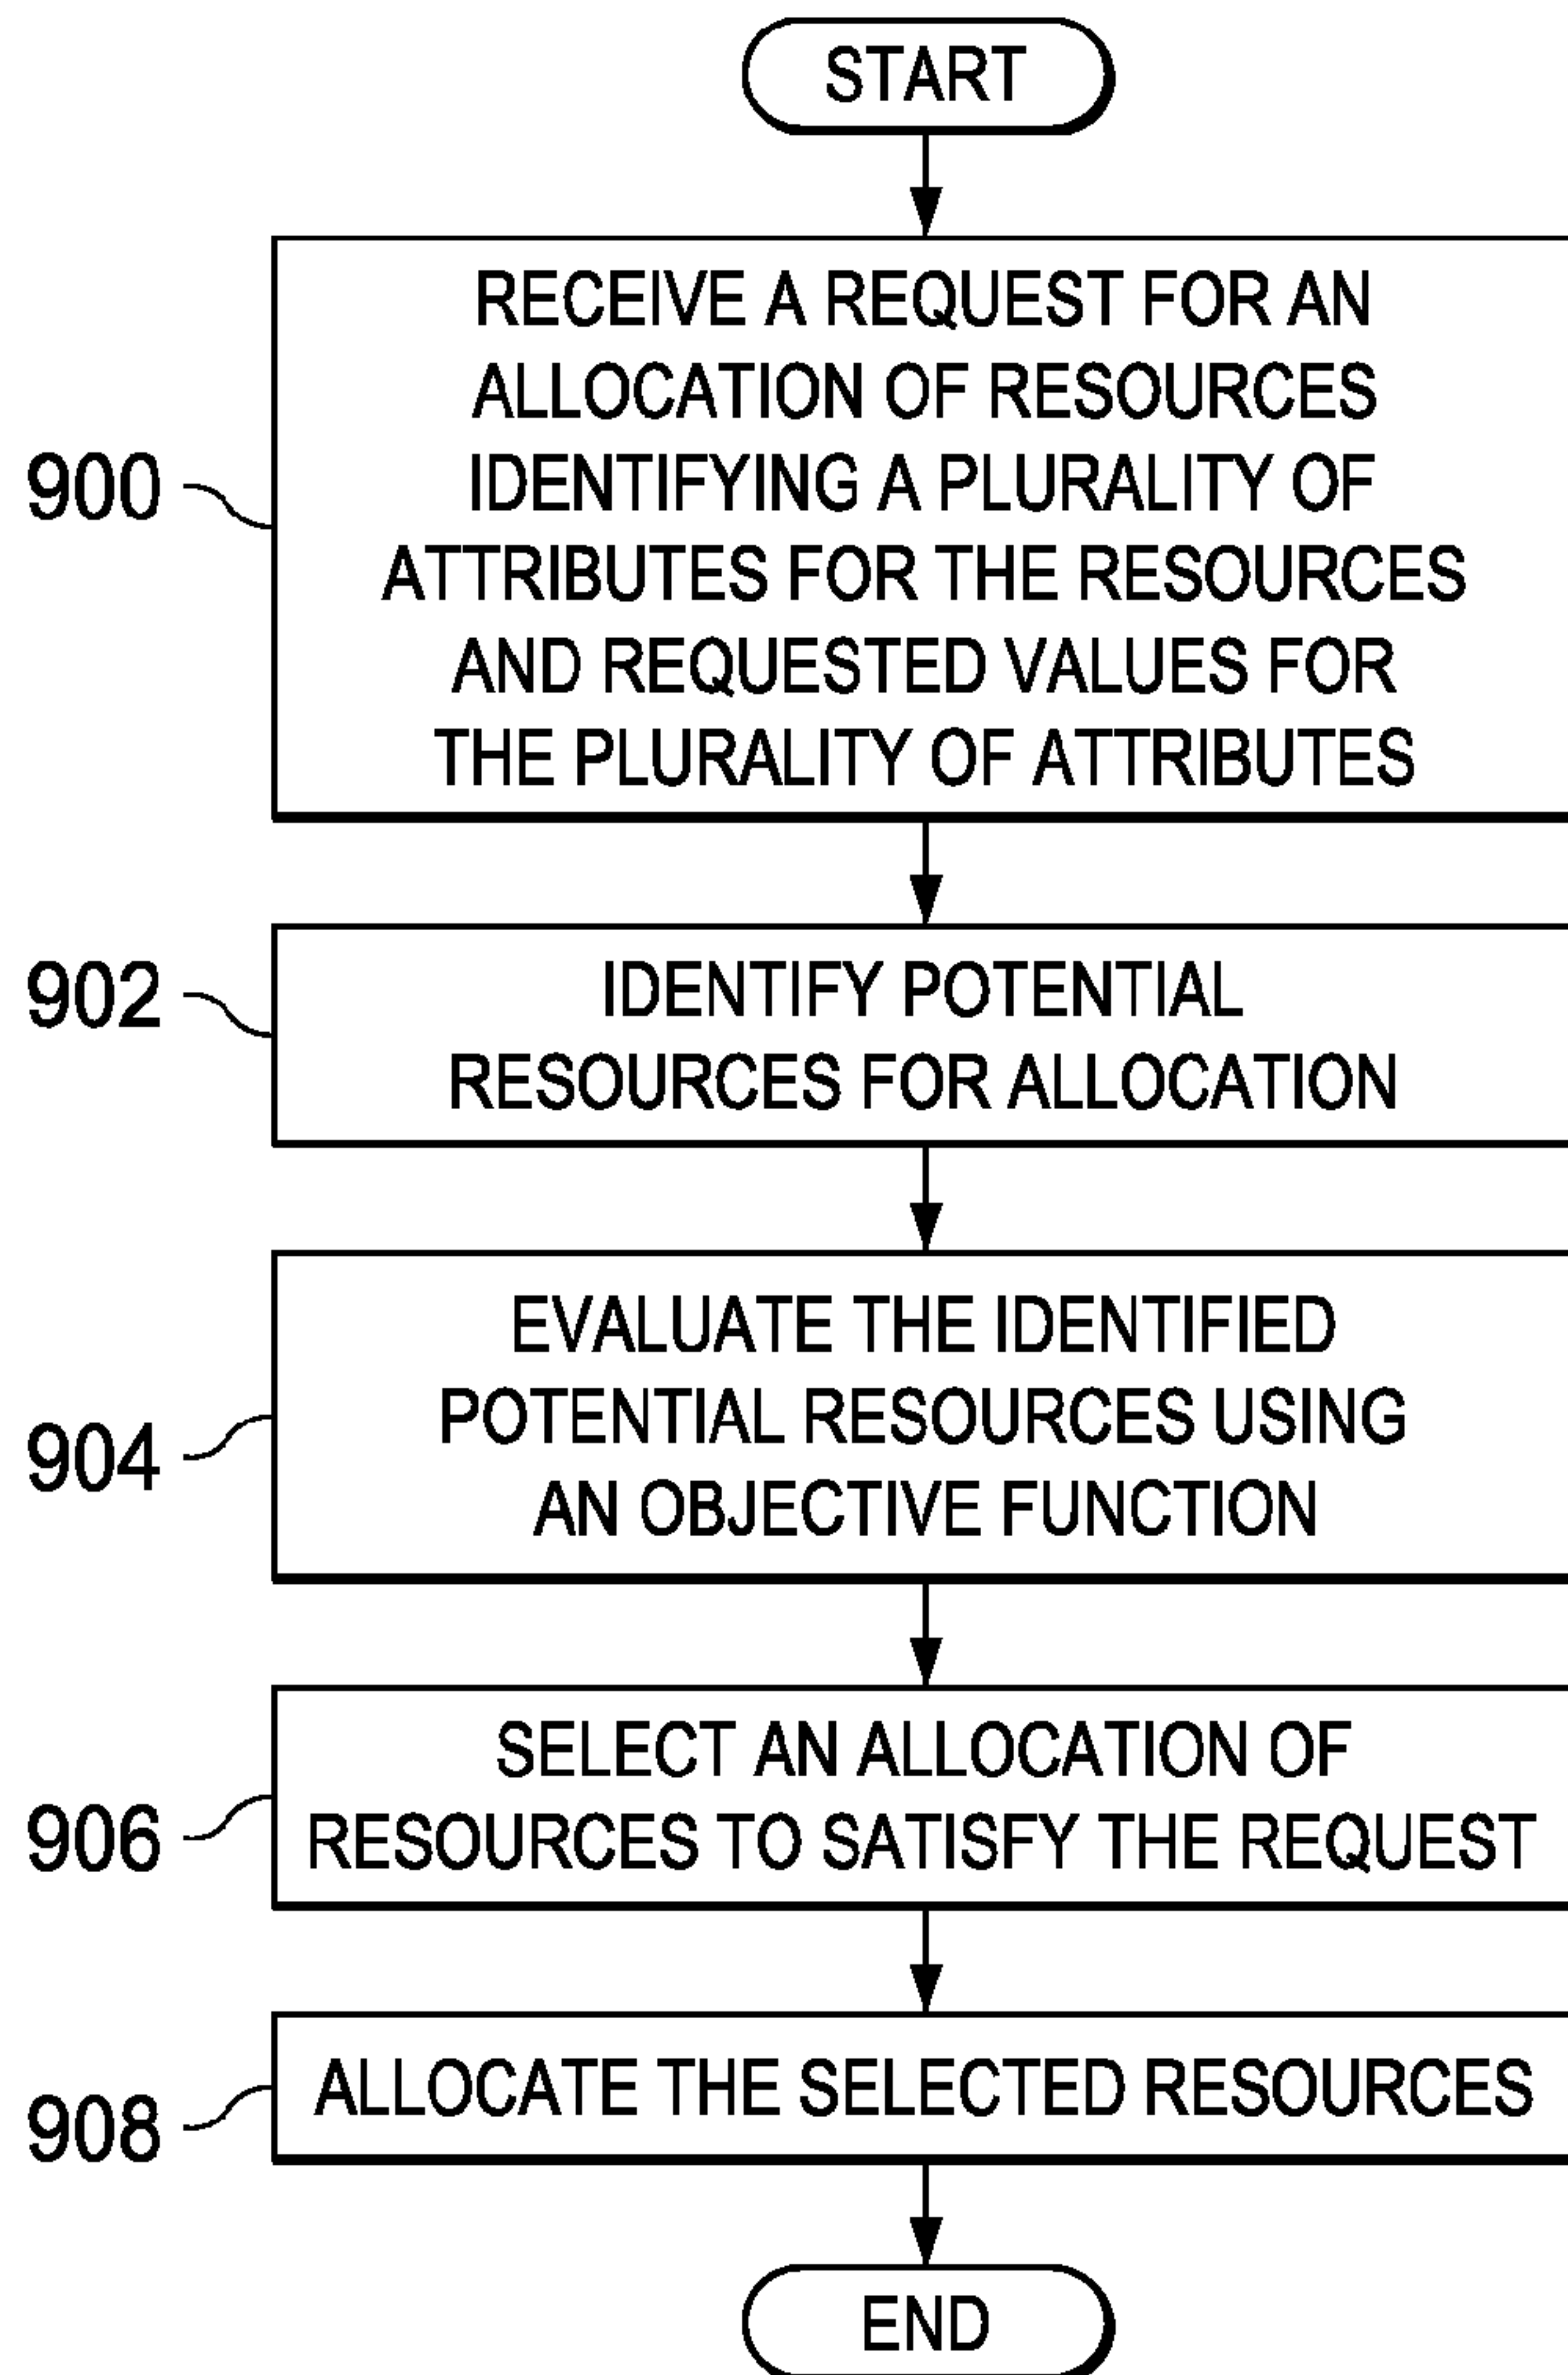 START
RECEIVE A REQUEST FOR AN
ALLOCATION OF RESOURCES
IDENTIFYING A PLURALITY OF
ATTRIBUTES FOR THE RESOURCES
AND REQUESTED VALUES FOR
THE PLURALITY OF ATTRIBUTES
900
IDENTIFY POTENTIAL
RESOURCES FOR ALLOCATION
902
EVALUATE THE IDENTIFIED
POTENTIAL RESOURCES USING
AN OBJECTIVE FUNCTION
904
SELECT AN ALLOCATION OF
RESOURCES TO SATISFY THE REQUEST
906
ALLOCATE THE SELECTED RESOURCES
908
END